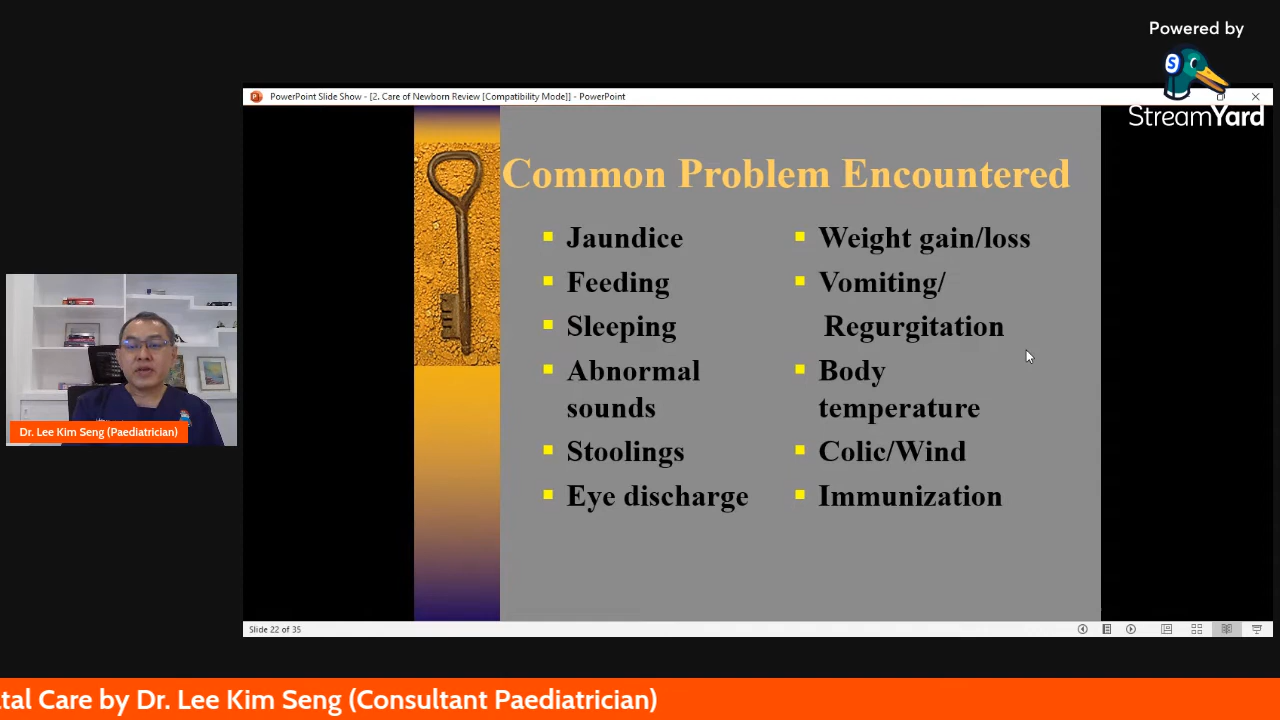 Powered by
StreamYard
PowerPoint Slide Show - [2. Care of Newborn Review [Compatibility Mode]] - PowerPoint
Common Problem Encountered
Jaundice
Feeding
Sleeping
Abnormal
sounds
Stoolings
Eye discharge
Weight gain/loss
Vomiting/
Regurgitation
Body
temperature
Colic/Wind
Immunization
Dr. Lee Kim Seng (Paediatrician)
Slide 22 of 35
tal Care by Dr. Lee Kim Seng (Consultant Paediatrician)